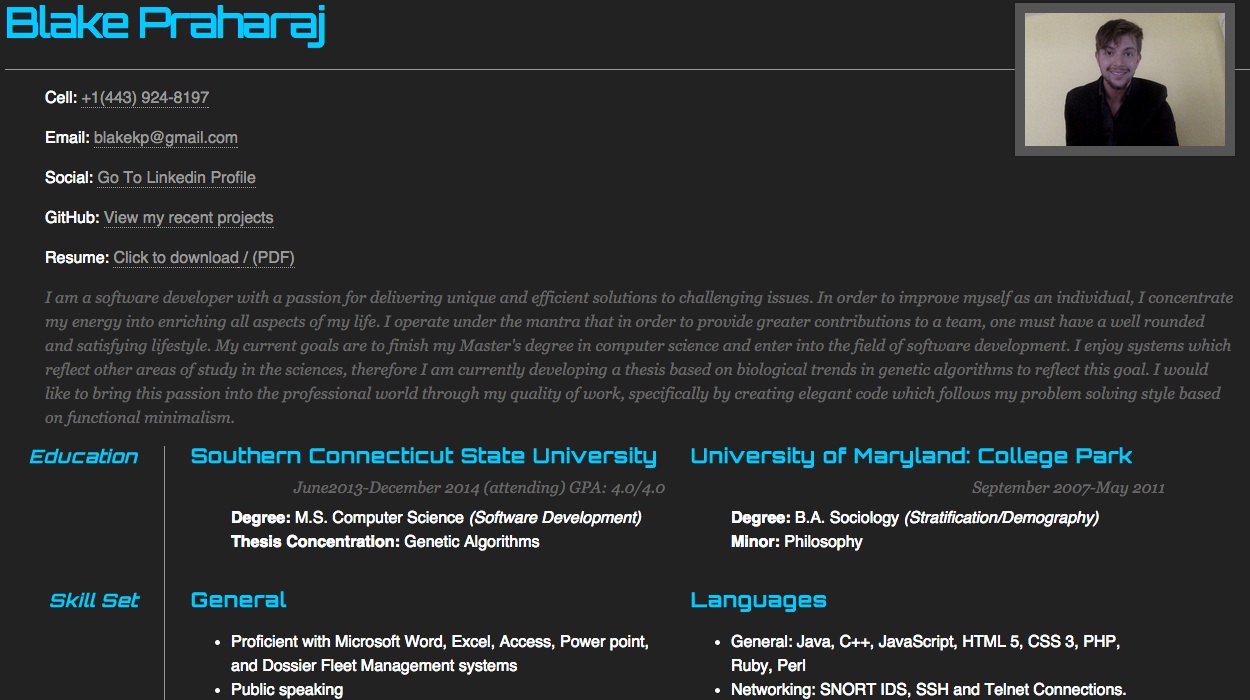 Blake Praharaj
Cell: +1(443) 924-8197
Email: blakekp@gmail.com
Social: Go To Linkedin Profile
GitHub: View my recent projects
Resume: Click to download / (PDF)
I am a software developer with a passion for delivering unique and efficient solutions to challenging issues. In order to improve myself as an individual, I concentrate
my energy into enriching all aspects of my life. I operate under the mantra that in order to provide greater contributions to a team, one must have a well rounded
and satisfying lifestyle. My current goals are to finish my Master's degree in computer science and enter into the field of software development. I enjoy systems which
reflect other areas of study in the sciences, therefore I am currently developing a thesis based on biological trends in genetic algorithms to reflect this goal. I would
like to bring this passion into the professional world through my quality of work, specifically by creating elegant code which follows my problem solving style based
on functional minimalism.
Education
Southern Connecticut State University
June2013-December 2014 (attending) GPA: 4.0/4.0
Degree: M.S. Computer Science (Software Development)
Thesis Concentration: Genetic Algorithms
University of Maryland: College Park
September 2007-May 2011
Degree: B.A. Sociology (Stratification/Demography)
Minor: Philosophy
Skill Set
General
• Proficient with Microsoft Word, Excel, Access, Power point,
and Dossier Fleet Management systems
• Public speaking
Languages
• General: Java, C++, JavaScript, HTML 5, CSS 3, PHP,
Ruby, Perl
• Networking: SNORT IDS, SSH and Telnet Connections.